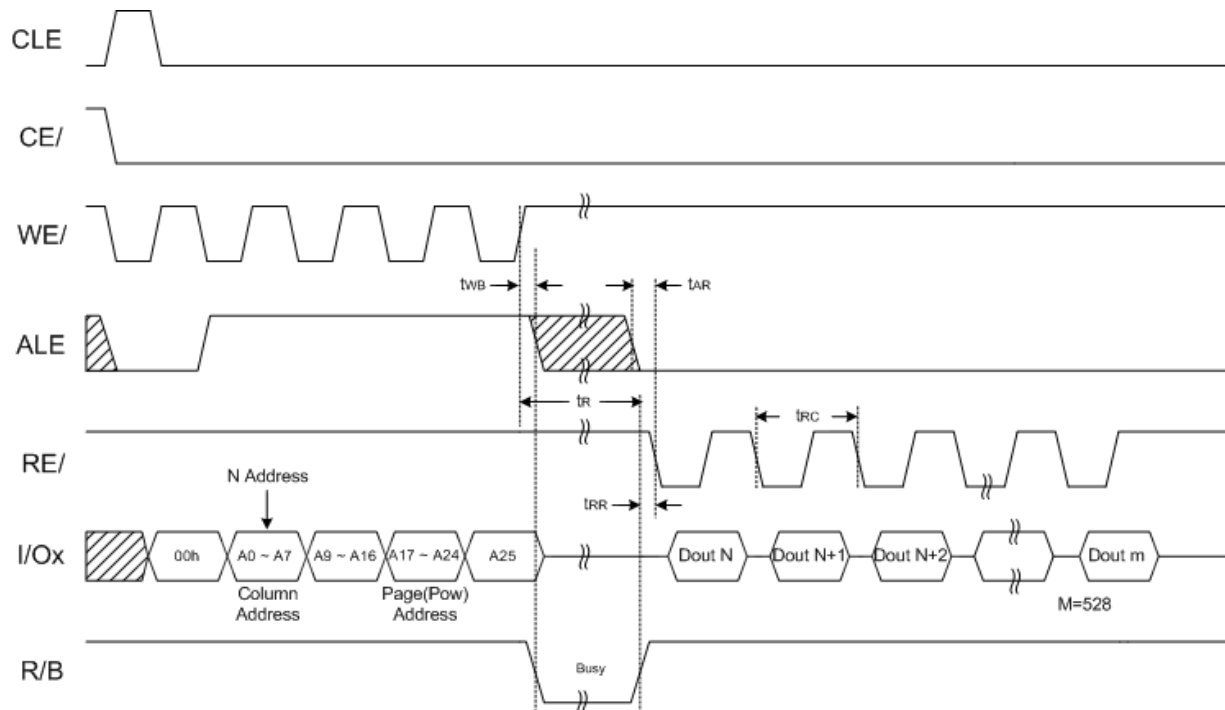 CLE
CE/
WE/
tWB
tAR
ALE
tR
tRC
RE/
N Address
tRR
I/Ox
00h
A0 ~ A7
A9 ~ A16
A17 ~ A24
A25
Dout N
Dout N+1
Dout N+2
Dout m
Column
Address
Page(Pow)
Address
M=528
R/B
Busy